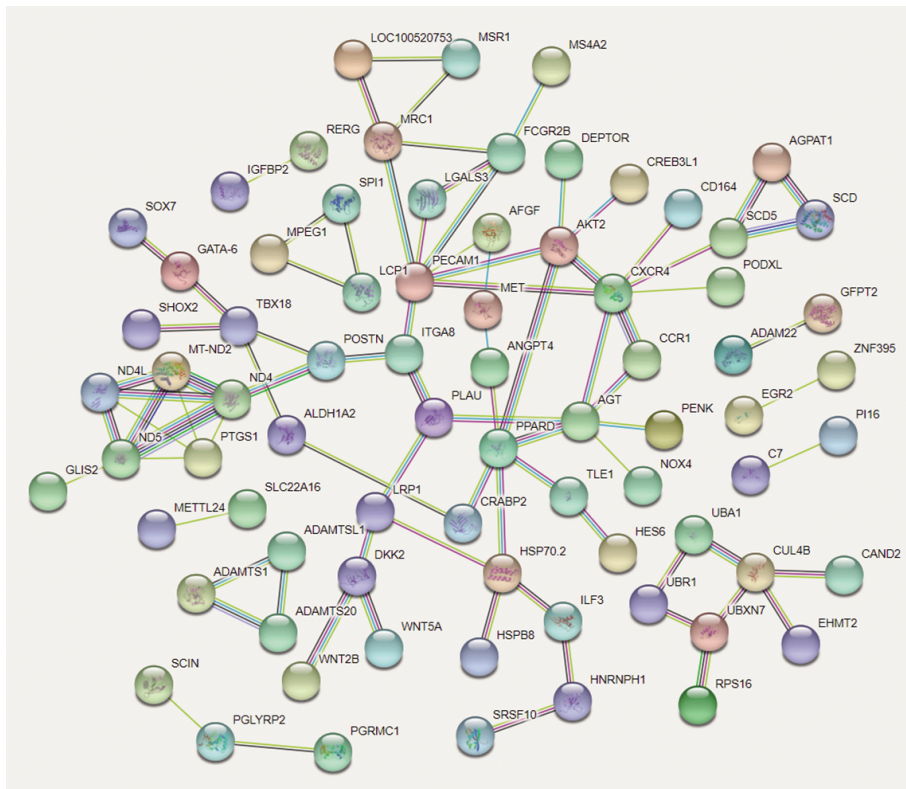 LOC100520753
MSR1
MS4A2
MRC1
RERG
FCGR2B
DEPTOR
AGPAT1
CREB3L1
IGFBP2
SPI1
LGALS3
CD164
SCD
SCD5
AFGF
AKT2
SOX7
MPEG1
GATA-6
LCP1
PECAM1
CXCR4
PODXL
MET
GFPT2
SHOX2
TBX18
POSTN
ITGA8
ANGPT4
CCR1
ADAM22
MT-ND2
ND4L
ND4
ZNF395
PLAU
AGT
EGR2
ALDH1A2
PPARD
PENK
PI16
ND5
PTGS1
C7
GLIS2
NOX4
TLE1
SLC22A16
METTL24
LRP1
CRABP2
HES6
UBA1
ADAMTSL1
DKK2
HSP70.2
CUL4B
CAND2
ADAMTS1
UBR1
ADAMTS20
ILF3
UBXN7
WNT5A
HSPB8
EHMT2
WNT2B
SCIN
HNRNPH1
RPS16
SRSF10
PGLYRP2
PGRMC1